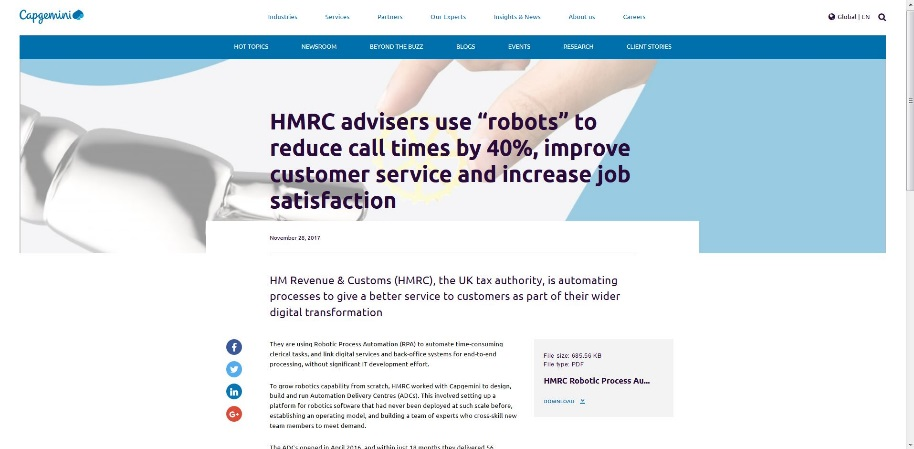 Capgemini
Industries Services Partners Our Experts Insights & News About us Careers
Global | EN
HOT TOPICS NEWSROOM BEYOND THE BUZZ BLOGS EVENTS RESEARCH CLIENT STORIES
HMRC advisers use “robots” to
reduce call times by 40%, improve
customer service and increase job
satisfaction
November 28, 2017
HM Revenue & Customs (HMRC), the UK tax authority, is automating
processes to give a better service to customers as part of their wider
digital transformation
They are using Robotic Process Automation (RPA) to automate time-consuming
clerical tasks, and link digital services and back-office systems for end-to-end
processing, without significant IT development effort.
To grow robotics capability from scratch, HMRC worked with Capgemini to design,
build and run Automation Delivery Centres (ADCs). This involved setting up a
platform for robotics software that had never been deployed at such scale before,
establishing an operating model, and building a team of experts who cross-skill new
team members to meet demand.
The ADCs opened in April 2016, and within just 18 months they delivered 56
File size: 685.56 KB
File type: PDF
HMRC Robotic Process Au...
DOWNLOAD